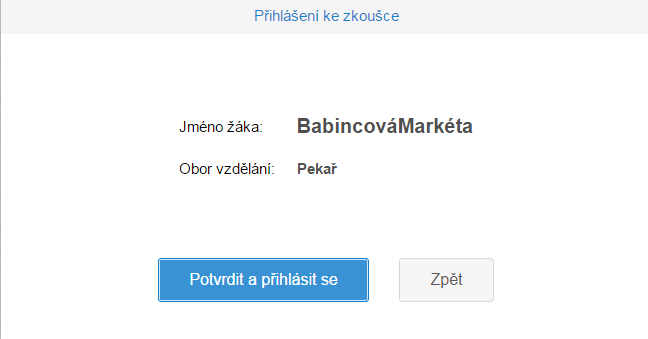 Přihlášení ke zkoušce
Jméno žáka: BabincováMarkéta
Obor vzdělání: Pekař
Potvrdit a přihlásit se Zpět